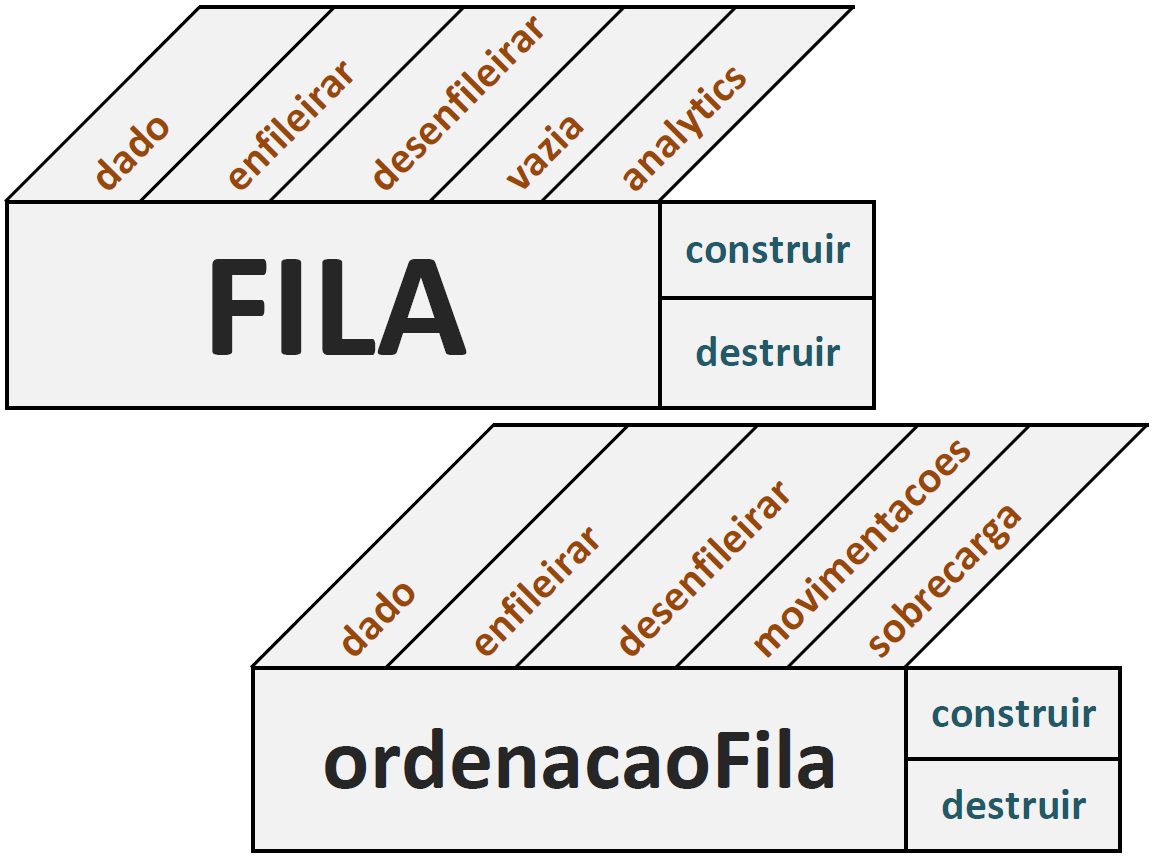 dado
enfileirar
desenfileirar
vazia
analytics
FILA
construir
destruir
dado
enfileirar
desenfileirar
movimentacoes
sobrecarga
ordenacaoFila
construir
destruir